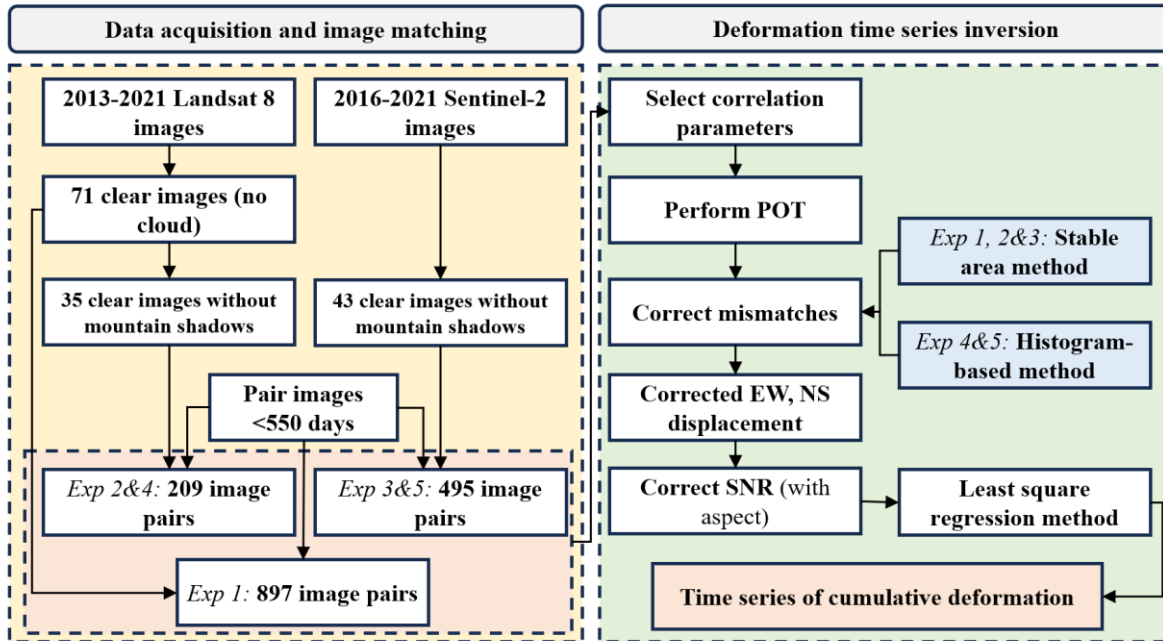 Data acquisition and image matching
2013-2021 Landsat 8
images
2016-2021 Sentinel-2
images
71 clear images (no
cloud)
35 clear images without
mountain shadows
43 clear images without
mountain shadows
Pair images
<550 days
Exp 2&4: 209 image
pairs
Exp 3&5: 495 image
pairs
Exp 1: 897 image pairs
Deformation time series inversion
Select correlation
parameters
Perform POT
Exp 1, 2&3: Stable
area method
Correct mismatches
Exp 4&5: Histogram-
based method
Corrected EW, NS
displacement
Correct SNR (with
aspect)
Least square
regression method
Time series of cumulative deformation